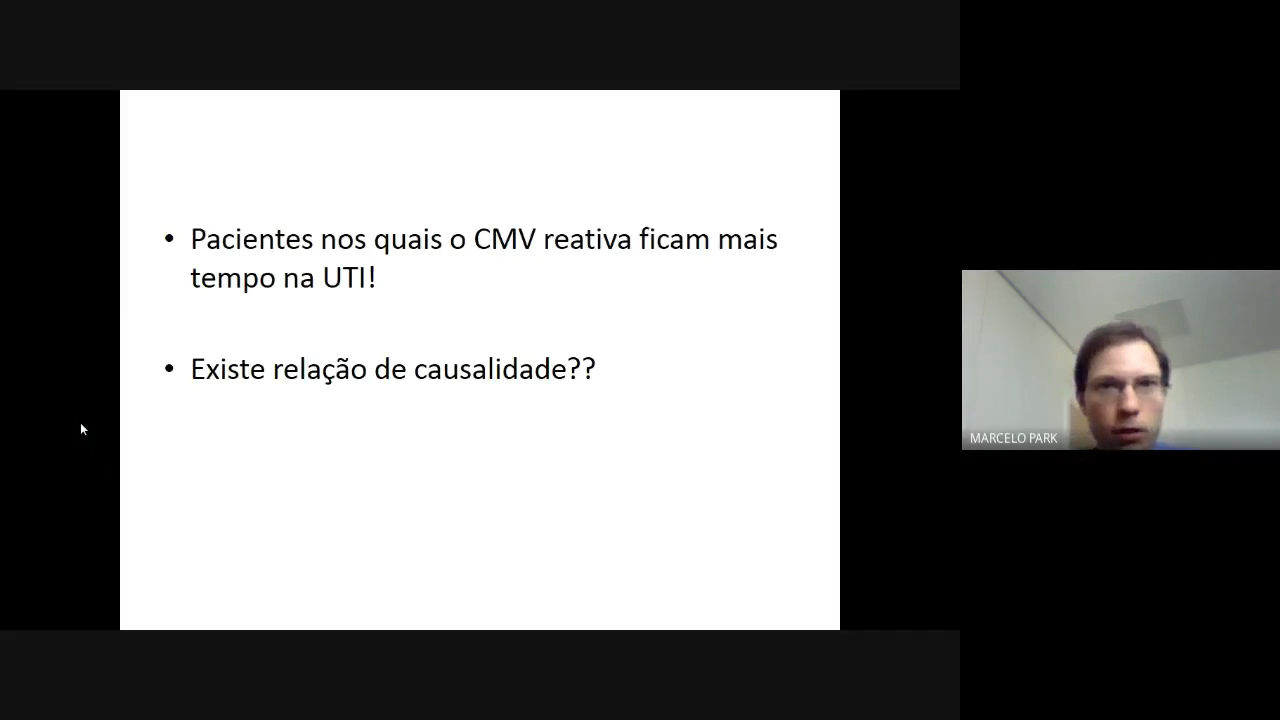 • Pacientes nos quais o CMV reativa ficam mais
tempo na UTI!
• Existe relação de causalidade??
MARCELO PARK